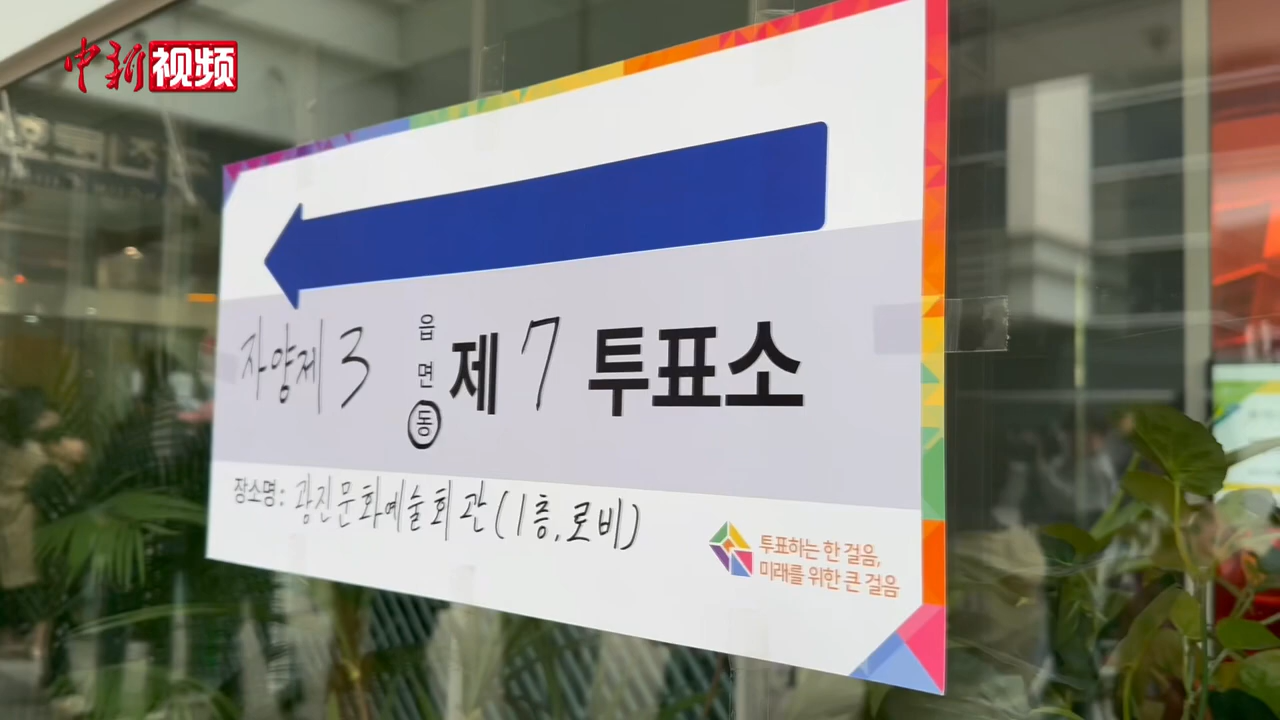 中新视频
자양제 3 읍 면 동 제 7 투표소
장소명: 광진문화예술회관 (1층, 로비)
투표하는 한 걸음,
미래를 위한 큰 걸음